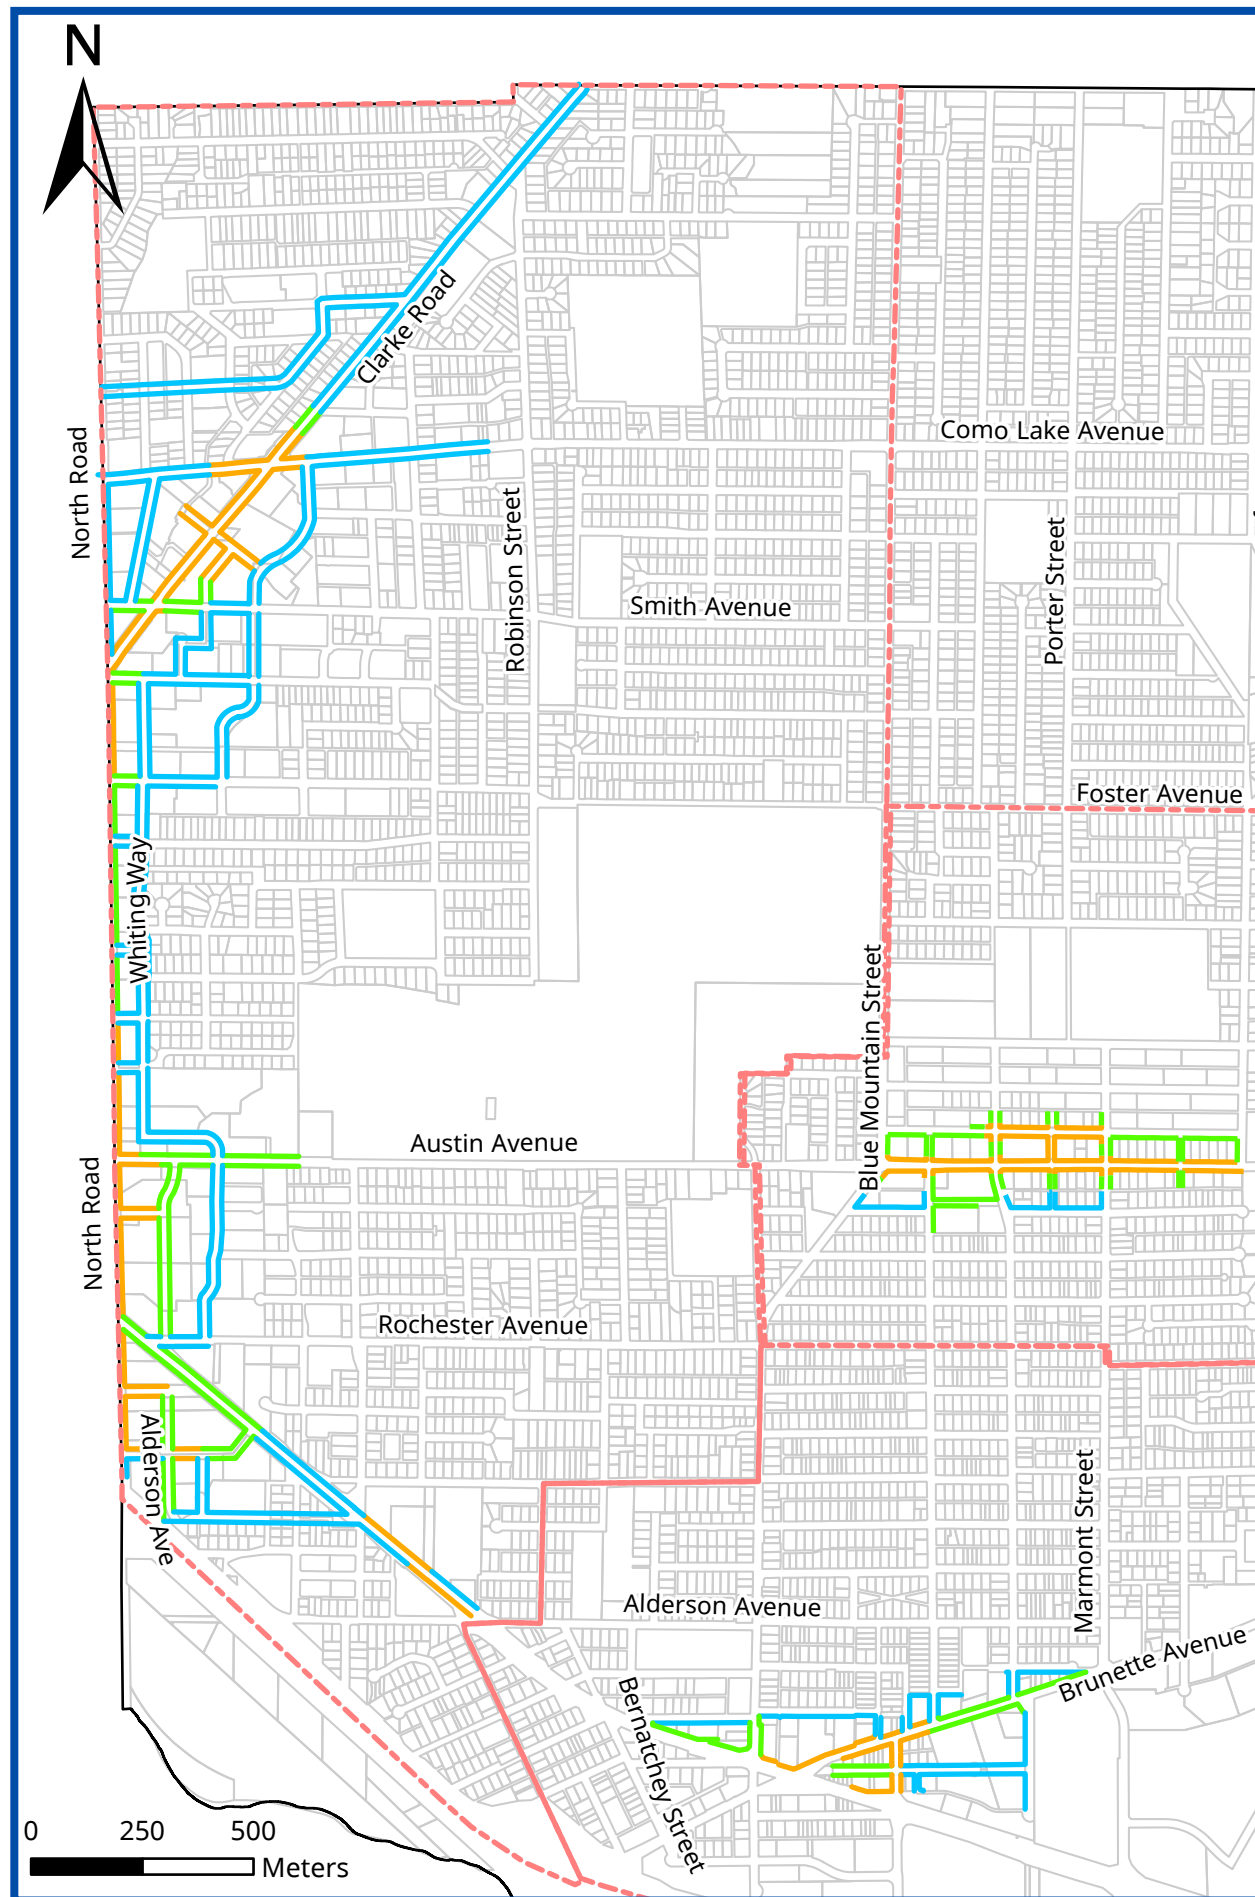 N
Clarke Road
Como Lake Avenue
North Road
Robinson Street
Porter Street
Smith Avenue
Foster Avenue
Whiting Way
Blue Mountain Street
Austin Avenue
North Road
Rochester Avenue
Alderson Ave
Marmont Street
Alderson Avenue
Brunette Avenue
Bernatchey Street
0 250 500
Meters